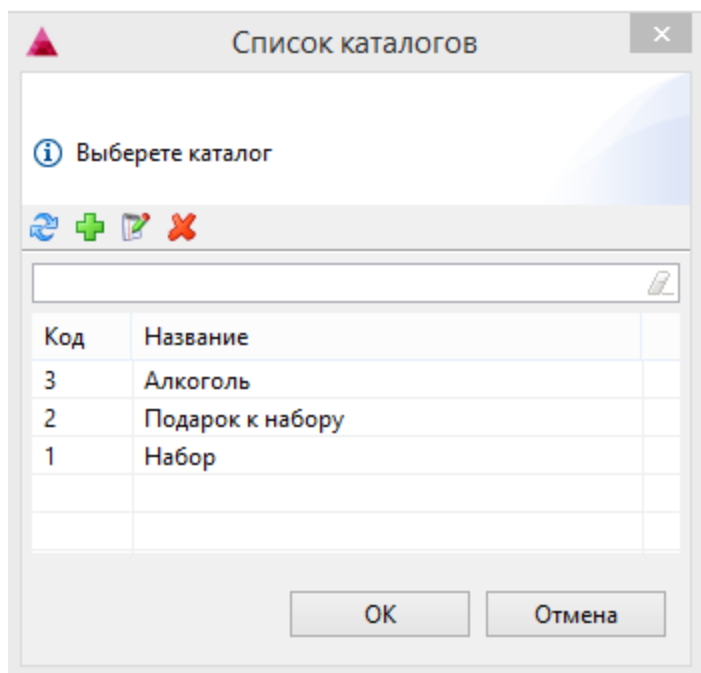 Список каталогов
Выберете каталог
Код Название
3 Алкоголь
2 Подарок к набору
1 Набор
OK Отмена